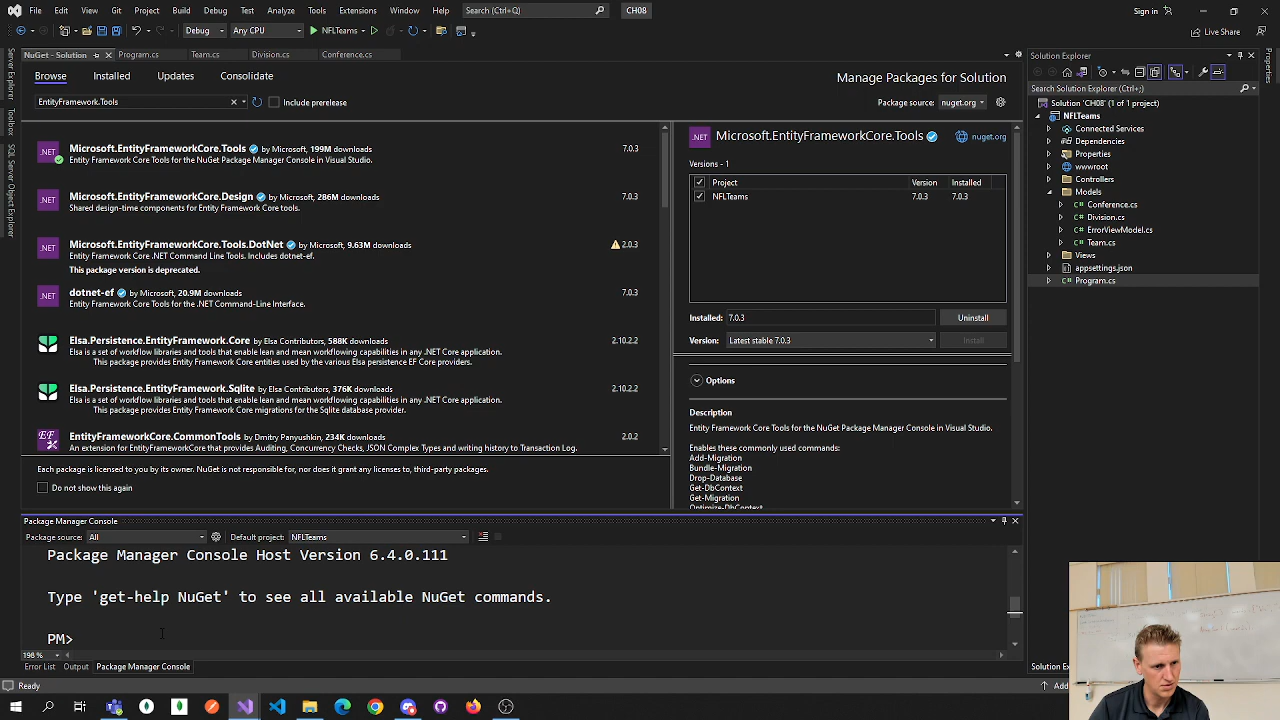 File Edit View Git Project Build Debug Test Analyze Tools Extensions Window Help Search (Ctrl+;) CH08 Sign in
Debug Any CPU NFLTeams Live Share
NuGet - Solution Program.cs Team.cs Division.cs Conference.cs
Browse Installed Updates Consolidate
Manage Packages for Solution
EntityFramework.Tools Include prerelease
Package source: nuget.org
Microsoft.EntityFrameworkCore.Tools by Microsoft, 199M downloads 7.0.3
Entity Framework Core Tools for the NuGet Package Manager Console in Visual Studio.
Microsoft.EntityFrameworkCore.Design by Microsoft, 286M downloads 7.0.3
Shared design-time components for Entity Framework Core tools.
Microsoft.EntityFrameworkCore.Tools.DotNet by Microsoft, 9.63M downloads 2.0.3
Entity Framework Core .NET Command Line Tools. Includes dotnet-ef.
This package version is deprecated.
dotnet-ef by Microsoft, 20.9M downloads 7.0.3
Entity Framework Core Tools for the .NET Command-Line Interface.
Elsa.Persistence.EntityFramework.Core by Elsa Contributors, 588K downloads 2.10.2.2
Elsa is a set of workflow libraries and tools that enable lean and mean workflowing capabilities in any .NET Core application.
This package provides Entity Framework Core entities used by the various Elsa persistence EF Core providers.
Elsa.Persistence.EntityFramework.Sqlite by Elsa Contributors, 376K downloads 2.10.2.2
Elsa is a set of workflow libraries and tools that enable lean and mean workflowing capabilities in any .NET Core application.
This package provides Entity Framework Core migrations for the Sqlite database provider.
EntityFrameworkCore.CommonTools by Dmitry Panyushkin, 234K downloads 2.0.2
An extension for EntityFrameworkCore that provides Auditing, Concurrency Checks, JSON Complex Types and writing history to Transaction Log.
Each package is licensed to you by its owner. NuGet is not responsible for, nor does it grant any licenses to, third-party packages.
Do not show this again
.NET
.NET
.NET
.NET
EF
.NET Microsoft.EntityFrameworkCore.Tools nuget.org
Versions - 1
Project Version Installed
NFLTeams 7.0.3 7.0.3
Installed: 7.0.3 Uninstall
Version: Latest stable 7.0.3 Install
Options
Description
Entity Framework Core Tools for the NuGet Package Manager Console in Visual Studio.
Enables these commonly used commands:
Add-Migration
Bundle-Migration
Drop-Database
Get-DbContext
Get-Migration
Optimize-DbContext
Package Manager Console
Package source: All Default project: NFLTeams
Package Manager Console Host Version 6.4.0.111
Type 'get-help NuGet' to see all available NuGet commands.
PM>
198 %
Error List Output Package Manager Console
Ready
Solution Explorer
Search Solution Explorer (Ctrl+;)
Solution 'CH08' (1 of 1 project)
NFLTeams
Connected Services
Dependencies
Properties
wwwroot
Controllers
Models
C# Conference.cs
C# Division.cs
C# ErrorViewModel.cs
C# Team.cs
Views
appsettings.json
C# Program.cs
Solution Ex
Add
Server Explorer
Toolbox
SQL Server Object Explorer
Properties